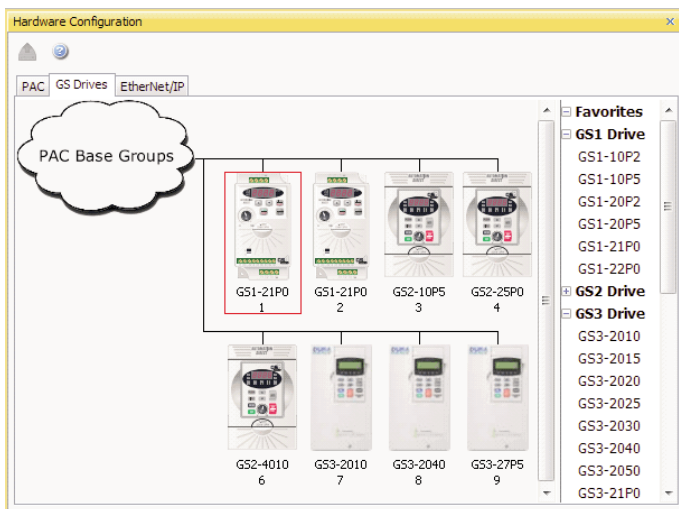 Hardware Configuration
PAC
GS Drives
EtherNet/IP
PAC Base Groups
GS1-21P0
1
GS1-21P0
2
GS2-10P5
3
GS2-25P0
4
GS2-4010
6
GS3-2010
7
GS3-2040
8
GS3-27P5
9
Favorites
GS1 Drive
GS1-10P2
GS1-10P5
GS1-20P2
GS1-20P5
GS1-21P0
GS1-22P0
GS2 Drive
GS3 Drive
GS3-2010
GS3-2015
GS3-2020
GS3-2025
GS3-2030
GS3-2040
GS3-2050
GS3-21P0